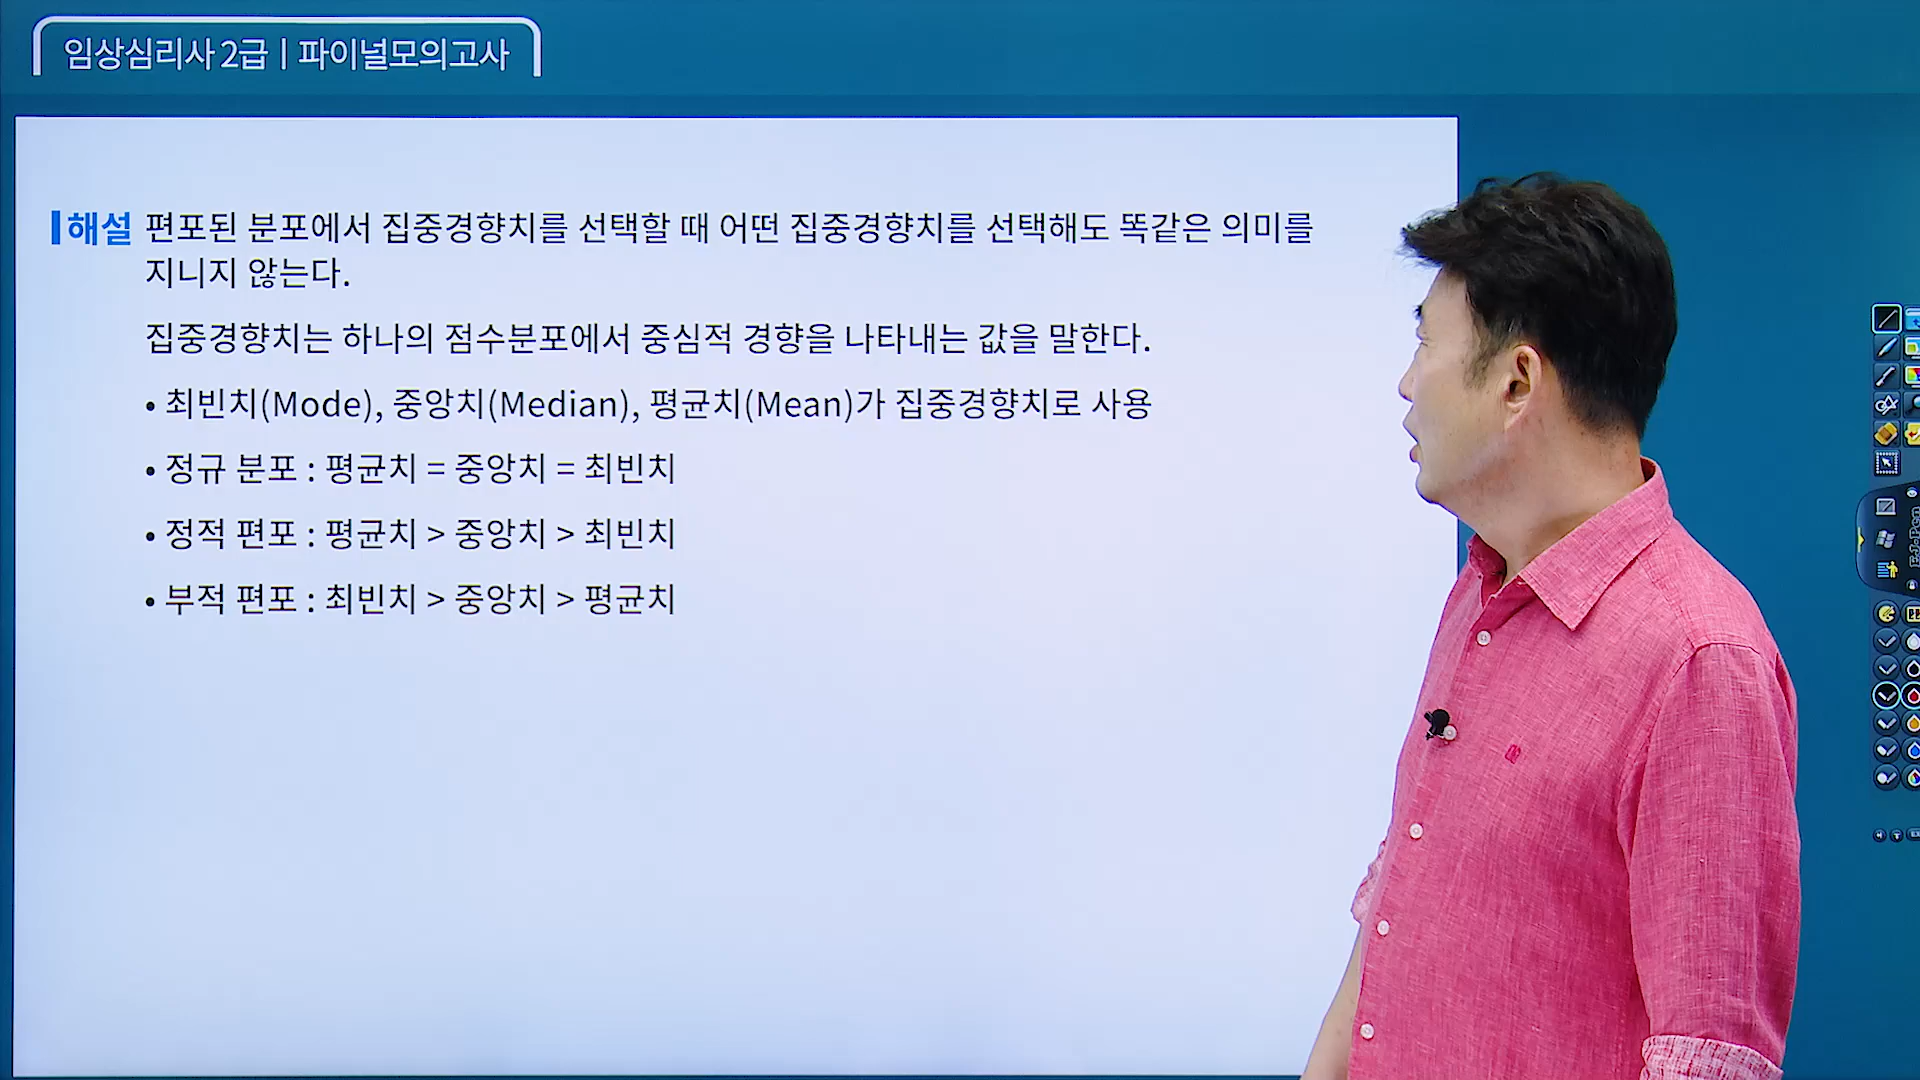 임상심리사 2급 | 파이널모의고사
해설 편포된 분포에서 집중경향치를 선택할 때 어떤 집중경향치를 선택해도 똑같은 의미를
지니지 않는다.
집중경향치는 하나의 점수분포에서 중심적 경향을 나타내는 값을 말한다.
• 최빈치(Mode), 중앙치(Median), 평균치(Mean)가 집중경향치로 사용
• 정규 분포 : 평균치 = 중앙치 = 최빈치
• 정적 편포 : 평균치 > 중앙치 > 최빈치
• 부적 편포 : 최빈치 > 중앙치 > 평균치